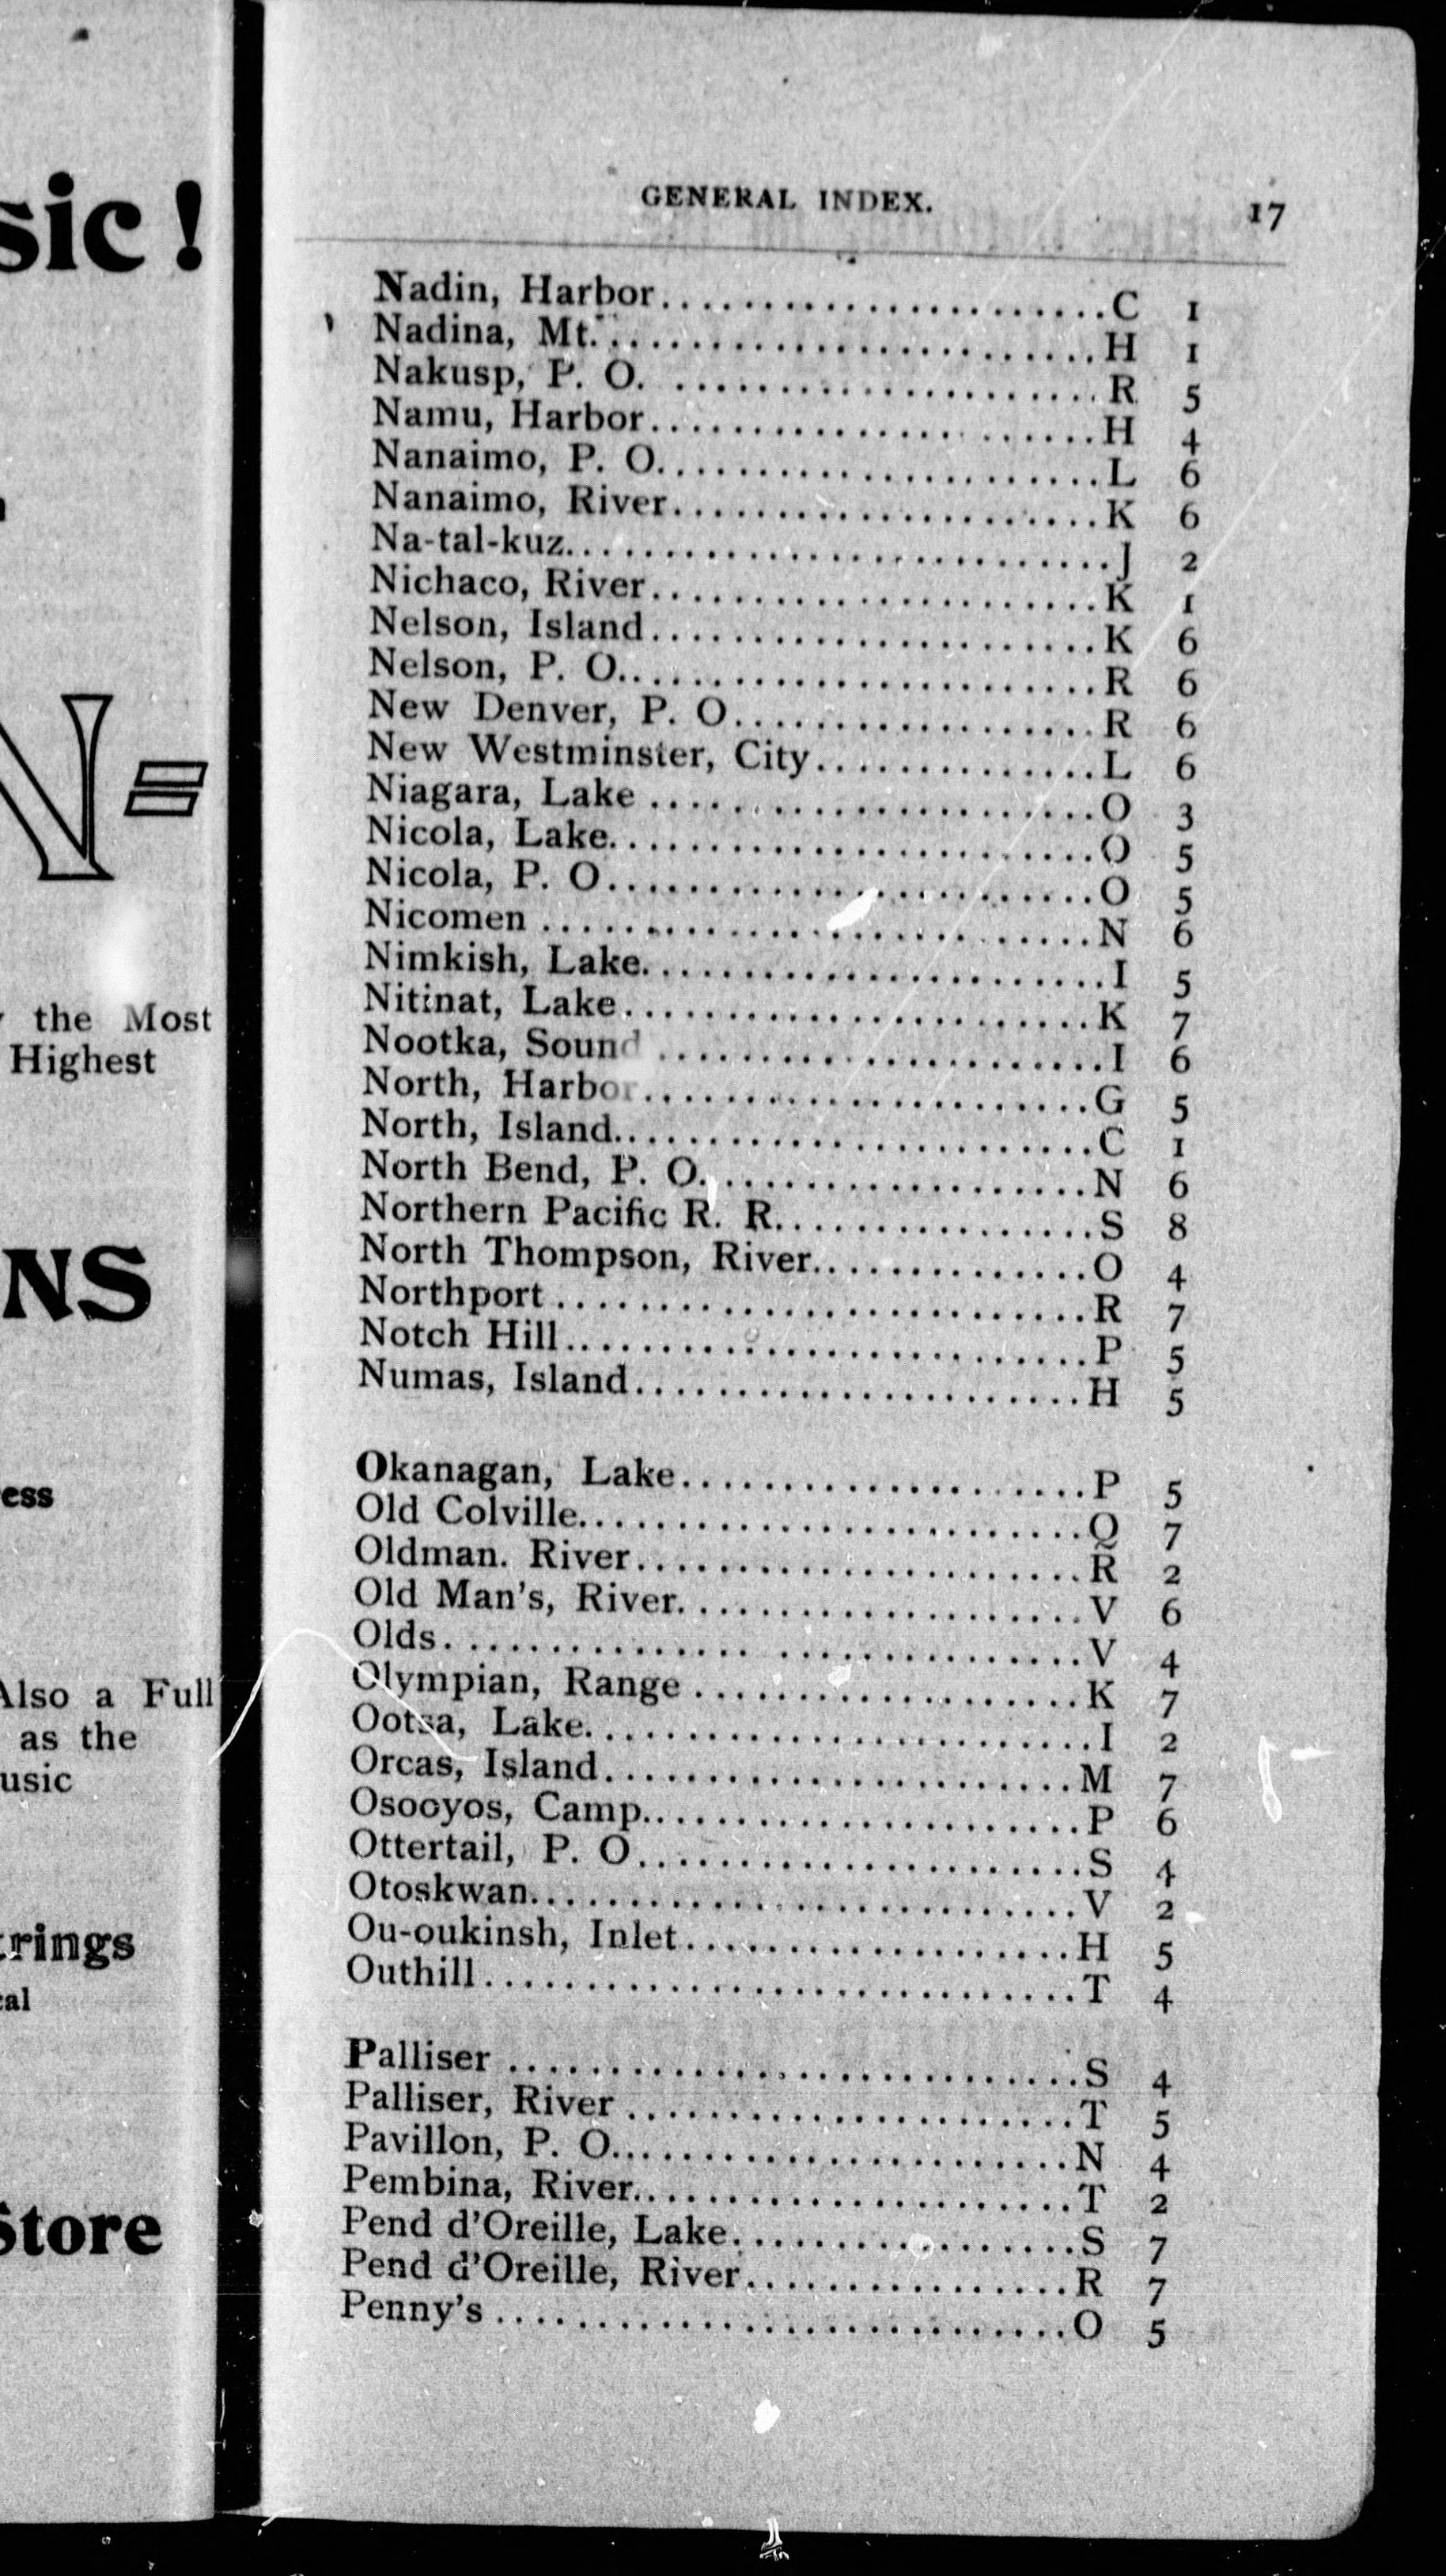 sic!
N=
the Most
Highest
NS
ess
Also a Full
as the
usic
trings
cal
Store
GENERAL INDEX. 17
Nadin, Harbor........................C 1
Nadina, Mt...........................H 1
Nakusp, P. O. .......................R 5
Namu, Harbor........................H 4
Nanaimo, P. O........................L 6
Nanaimo, River.......................K 6
Na-tal-kuz...........................J 2
Nichaco, River.......................K 1
Nelson, Island.......................K 6
Nelson, P. O.........................R 6
New Denver, P. O.....................R 6
New Westminster, City................L 6
Niagara, Lake .......................O 3
Nicola, Lake.........................O 5
Nicola, P. O.........................O 5
Nicomen .............................N 6
Nimkish, Lake........................I 5
Nitinat, Lake........................K 7
Nootka, Sound .......................I 6
North, Harbor........................G 5
North, Island........................C 1
North Bend, P. O.....................N 6
Northern Pacific R. R................S 8
North Thompson, River................O 4
Northport ...........................R 7
Notch Hill...........................P 5
Numas, Island........................H 5
Okanagan, Lake.......................P 5
Old Colville.........................Q 7
Oldman. River........................R 2
Old Man's, River.....................V 6
Olds.................................V 4
Olympian, Range .....................K 7
Ootsa, Lake..........................I 2
Orcas, Island........................M 7
Osooyos, Camp........................P 6
Ottertail, P. O......................S 4
Otoskwan.............................V 2
Ou-oukinsh, Inlet....................H 5
Outhill..............................T 4
Palliser ............................S 4
Palliser, River .....................T 5
Pavillon, P. O.......................N 4
Pembina, River.......................T 2
Pend d'Oreille, Lake.................S 7
Pend d'Oreille, River................R 7
Penny's .............................O 5